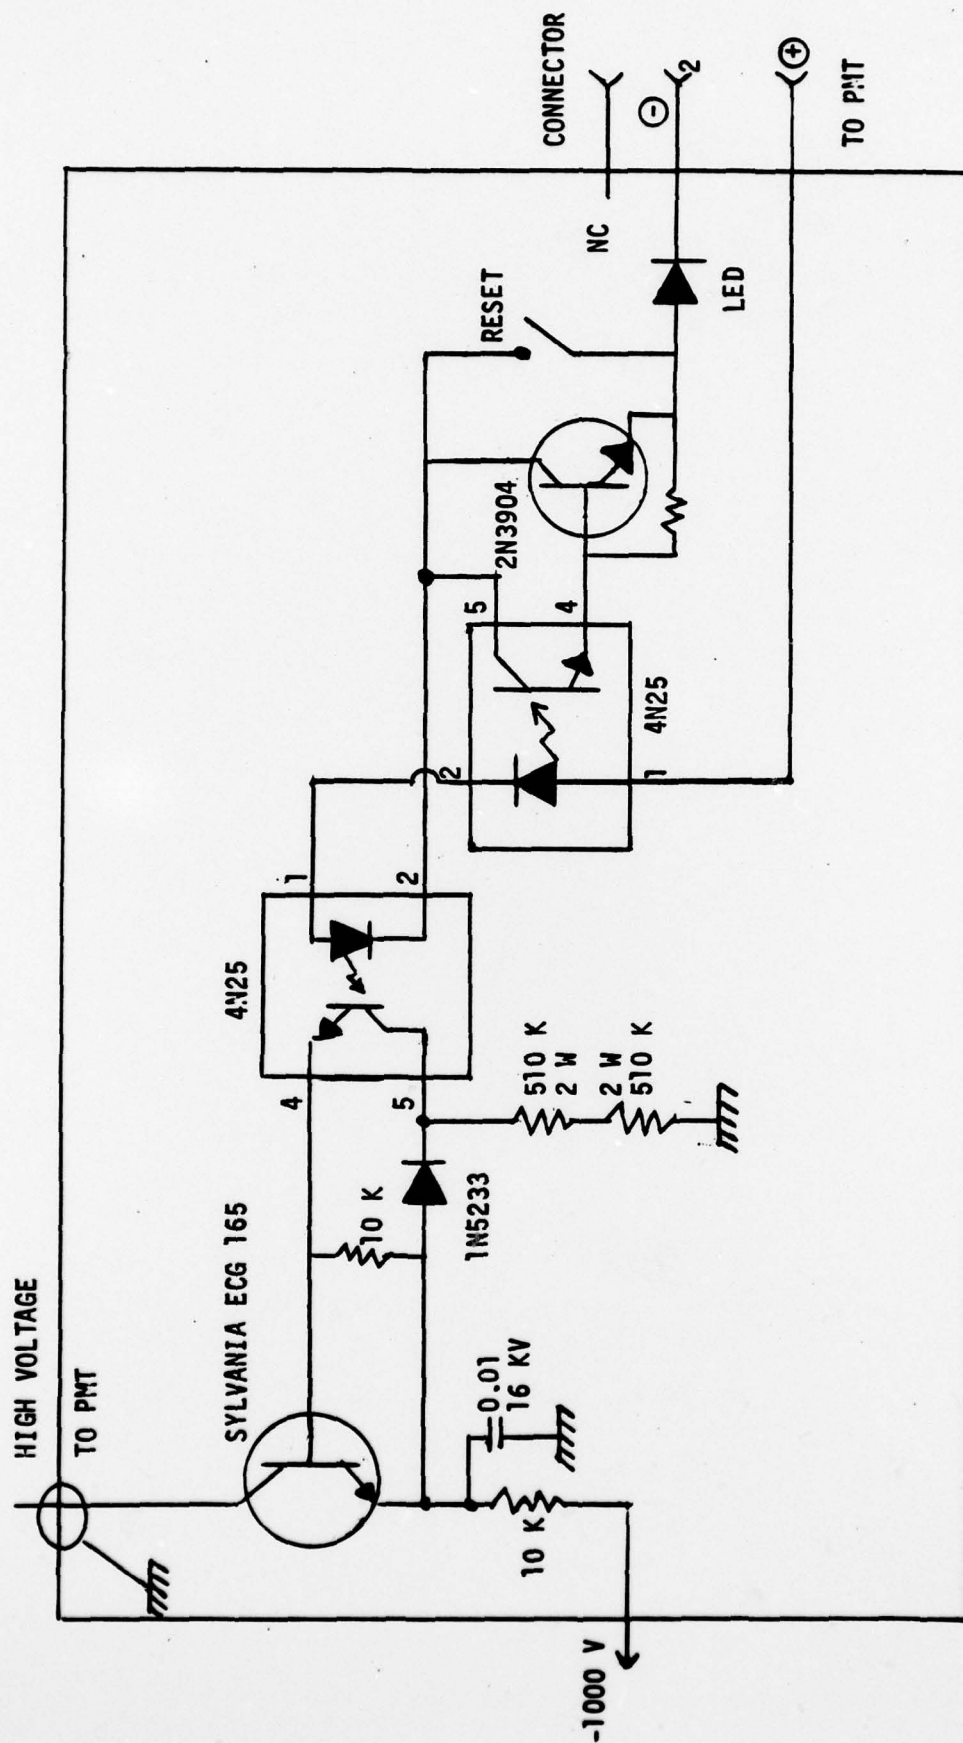 HIGH VOLTAGE
TO PMT
SYLVANIA ECG 165
10 K
1N5233
0.01
16 KV
10 K
-1000 V
4N25
4
5
1
2
510 K
2 W
2 W
510 K
2
1
5
4
4N25
2N3904
RESET
NC
LED
CONNECTOR
-
2
+
TO PMT